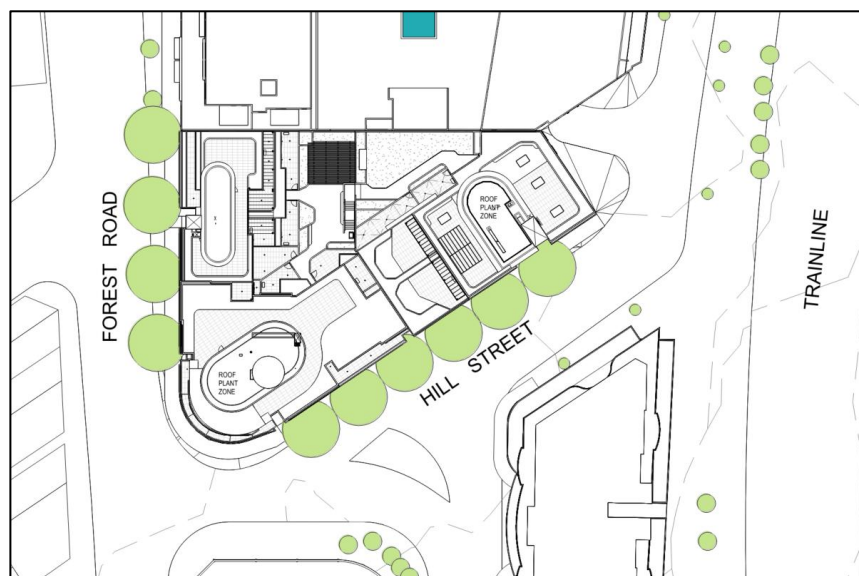 FOREST ROAD
ROOF
PLANT
ZONE
ROOF
PLANT
ZONE
HILL STREET
TRAINLINE